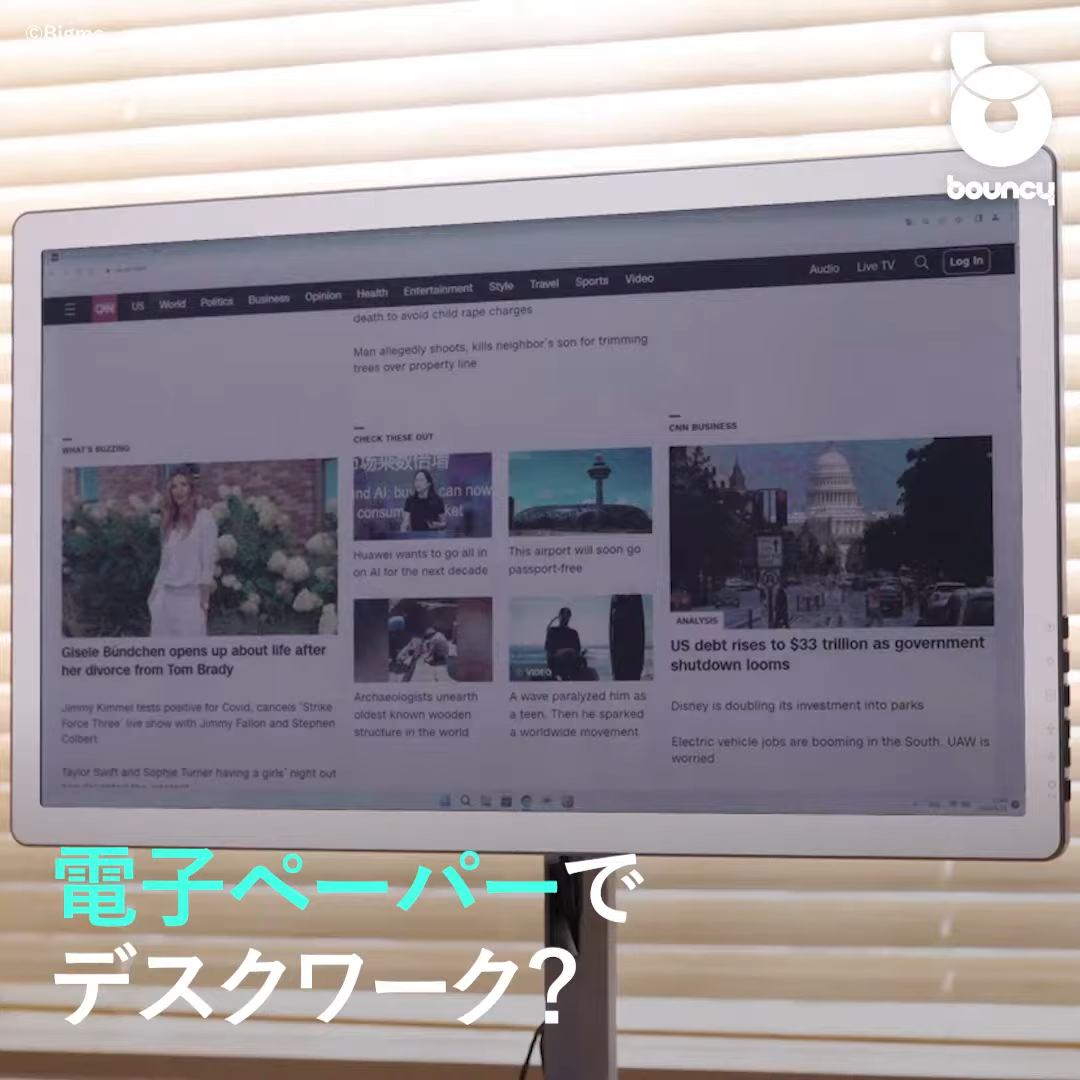 ©Bigme
bouncy
CNN US World Politics Business Opinion Health Entertainment Style Travel Sports Video Audio Live TV Log In
death to avoid child rape charges
Man allegedly shoots, kills neighbor's son for trimming
trees over property line
WHAT'S BUZZING
Gisele Bündchen opens up about life after
her divorce from Tom Brady
Jimmy Kimmel tests positive for Covid, cancels 'Strike
Force Three' live show with Jimmy Fallon and Stephen
Colbert
Taylor Swift and Sophie Turner having a girls' night out
CHECK THESE OUT
can now
consum
Huawei wants to go all in
on AI for the next decade
This airport will soon go
passport-free
VIDEO
Archaeologists unearth
oldest known wooden
structure in the world
A wave paralyzed him as
a teen. Then he sparked
a worldwide movement
CNN BUSINESS
ANALYSIS
US debt rises to $33 trillion as government
shutdown looms
Disney is doubling its investment into parks
Electric vehicle jobs are booming in the South. UAW is
worried
電子ペーパーで
デスクワーク?